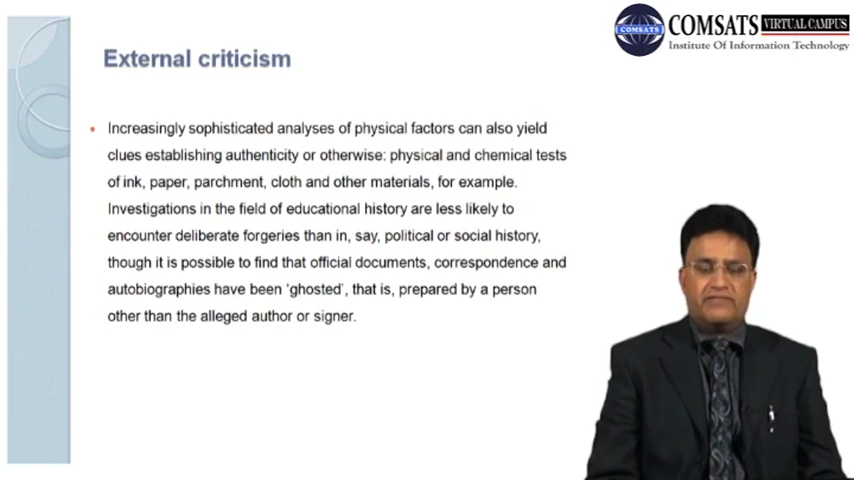 COMSATS VIRTUAL CAMPUS
COMSATS
Institute Of Information Technology
External criticism
Increasingly sophisticated analyses of physical factors can also yield
clues establishing authenticity or otherwise: physical and chemical tests
of ink, paper, parchment, cloth and other materials, for example.
Investigations in the field of educational history are less likely to
encounter deliberate forgeries than in, say, political or social history,
though it is possible to find that official documents, correspondence and
autobiographies have been ‘ghosted’, that is, prepared by a person
other than the alleged author or signer.